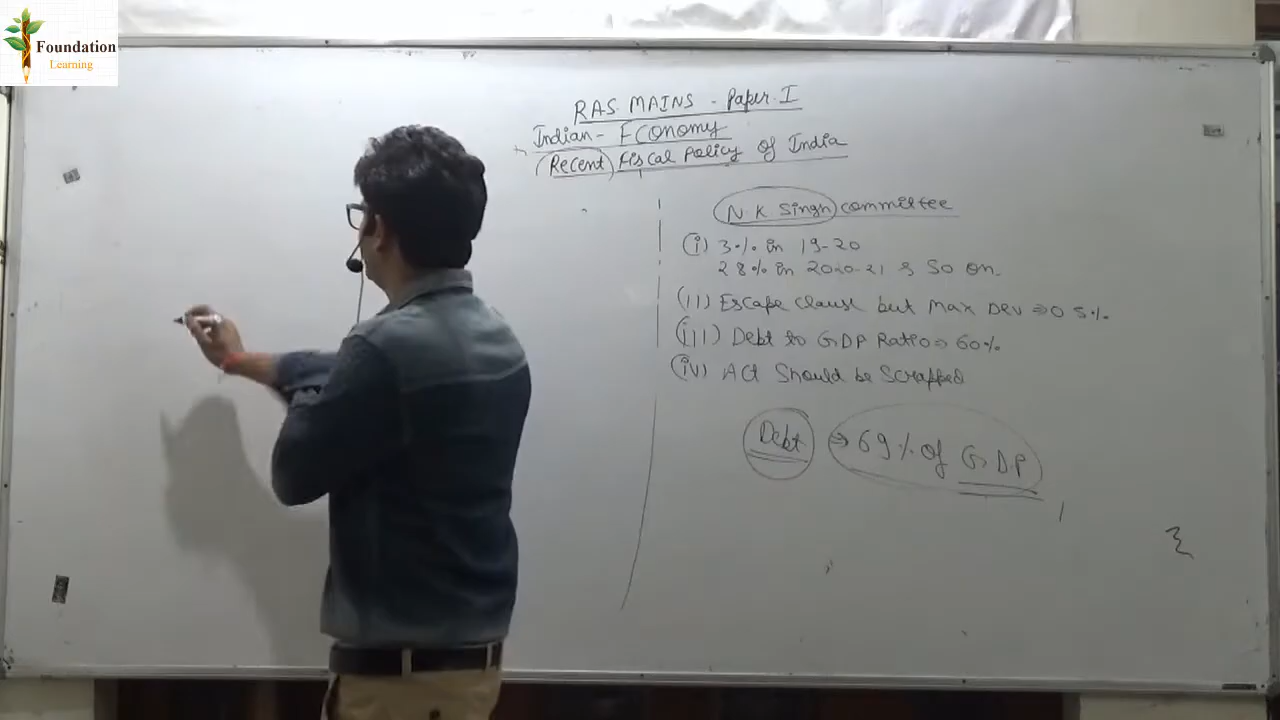 Foundation
Learning
RAS MAINS - Paper-I
Indian - Economy
(Recent) Fiscal Policy of India
N.K. Singh committee
(i) 3% in 19-20
2.8% in 2020-21 & So on.
(ii) Escape Clause but Max Dev ⇒ 0.5%
(iii) Debt to GDP Ratio ⇒ 60%
(iv) Act Should be Scrapped
Debt ⇒ 69% of GDP